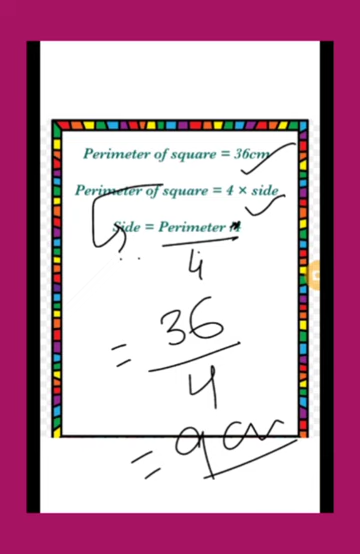 Perimeter of square = 36cm
Perimeter of square = 4 × side
Side = Perimeter
4
= 36
4
= 9 cm